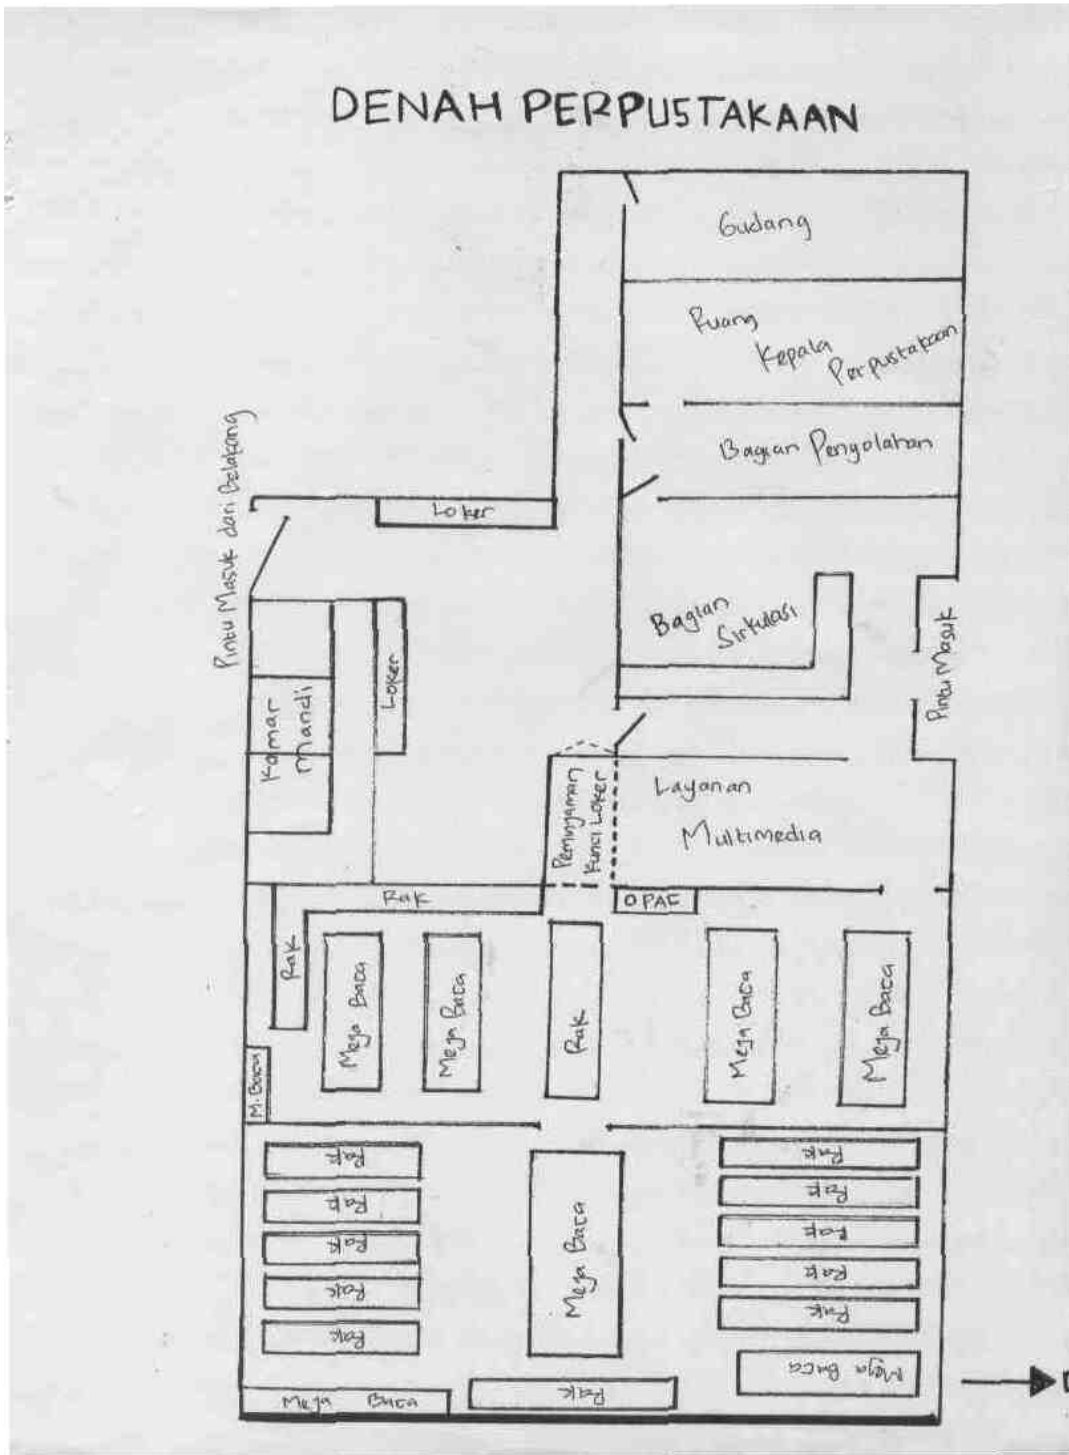 DENAH PERPUSTAKAAN
Gudang
Ruang
Kepala
Perpustakaan
Bagian Pengolahan
Pintu Masuk dari Belakang
Loker
Bagian
Sirkulasi
Pintu Masuk
Loker
Kamar
Mandi
Peminjaman
Kunci Loker
Layanan
Multimedia
Rak
OPAC
Rak
Meja Baca
Meja Baca
Rak
Meja Baca
Meja Baca
M. Baca
Rak
Rak
Rak
Rak
Rak
Meja Baca
Rak
Rak
Rak
Rak
Rak
Meja Baca
Meja Baca
Rak